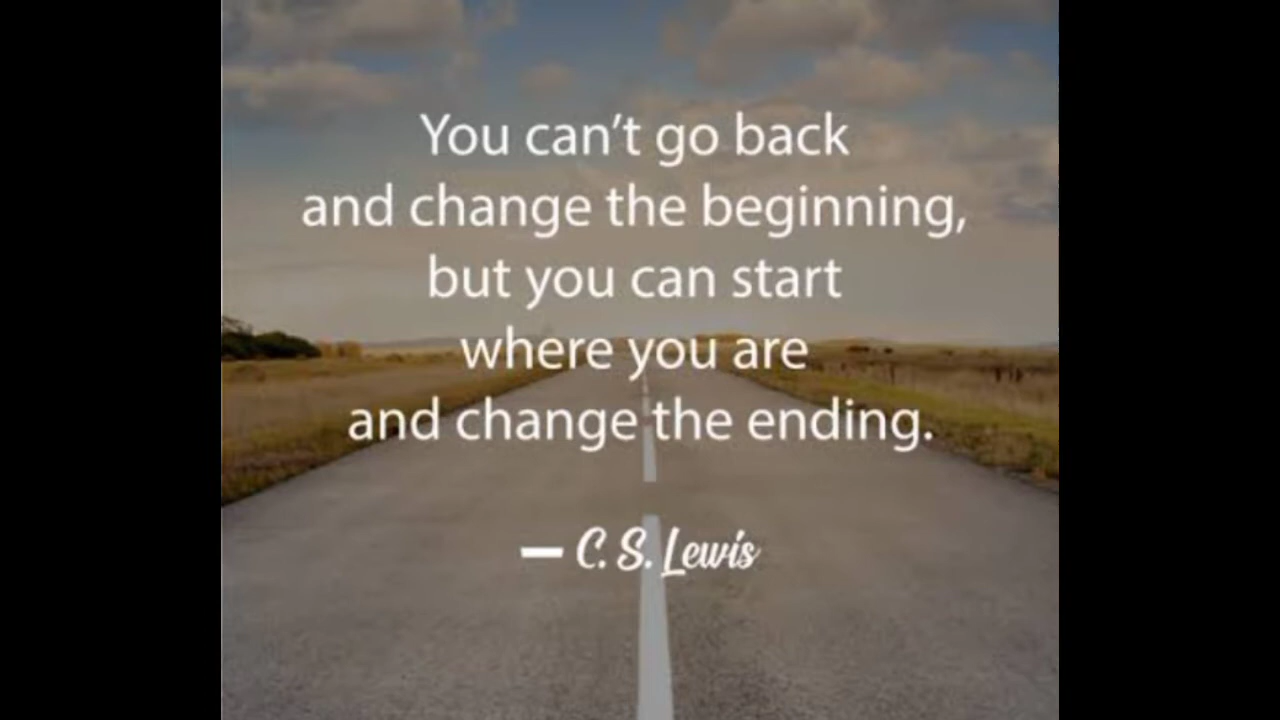 You can’t go back
and change the beginning,
but you can start
where you are
and change the ending.
— C. S. Lewis